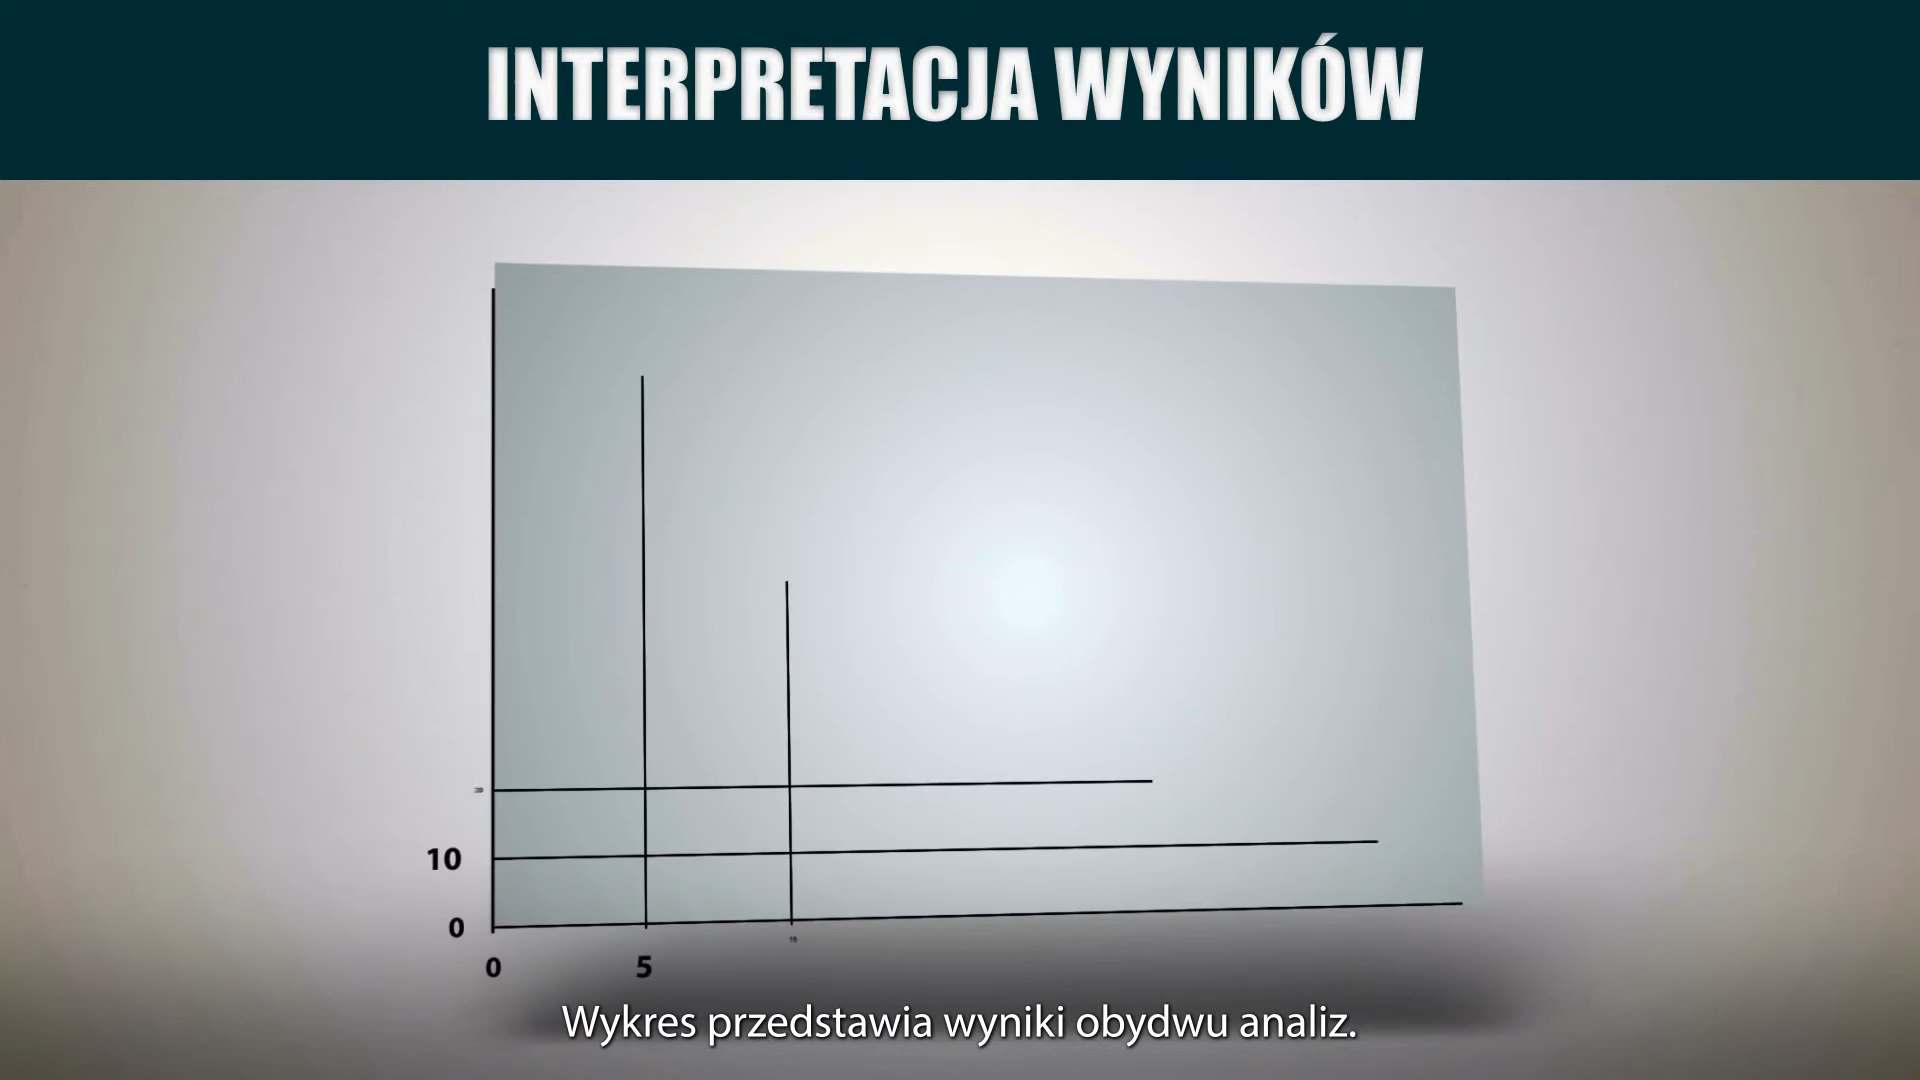 INTERPRETACJA WYNIKÓW
10
0
0 5
Wykres przedstawia wyniki obydwu analiz.